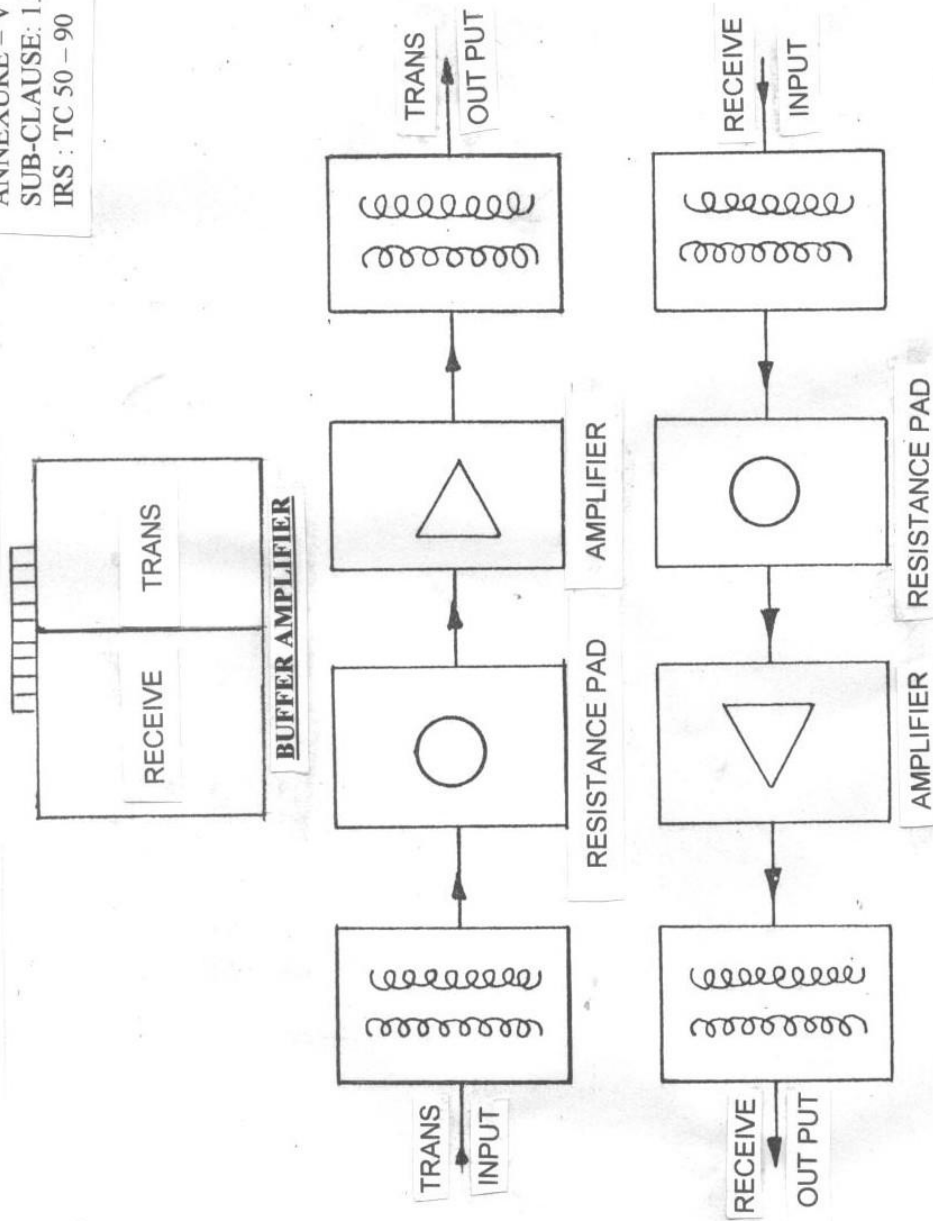 ANNEXURE – V
SUB-CLAUSE: 1.
IRS : TC 50 – 90
RECEIVE
TRANS
BUFFER AMPLIFIER
TRANS
INPUT
RESISTANCE PAD
AMPLIFIER
TRANS
OUT PUT
RECEIVE
OUT PUT
AMPLIFIER
RESISTANCE PAD
RECEIVE
INPUT